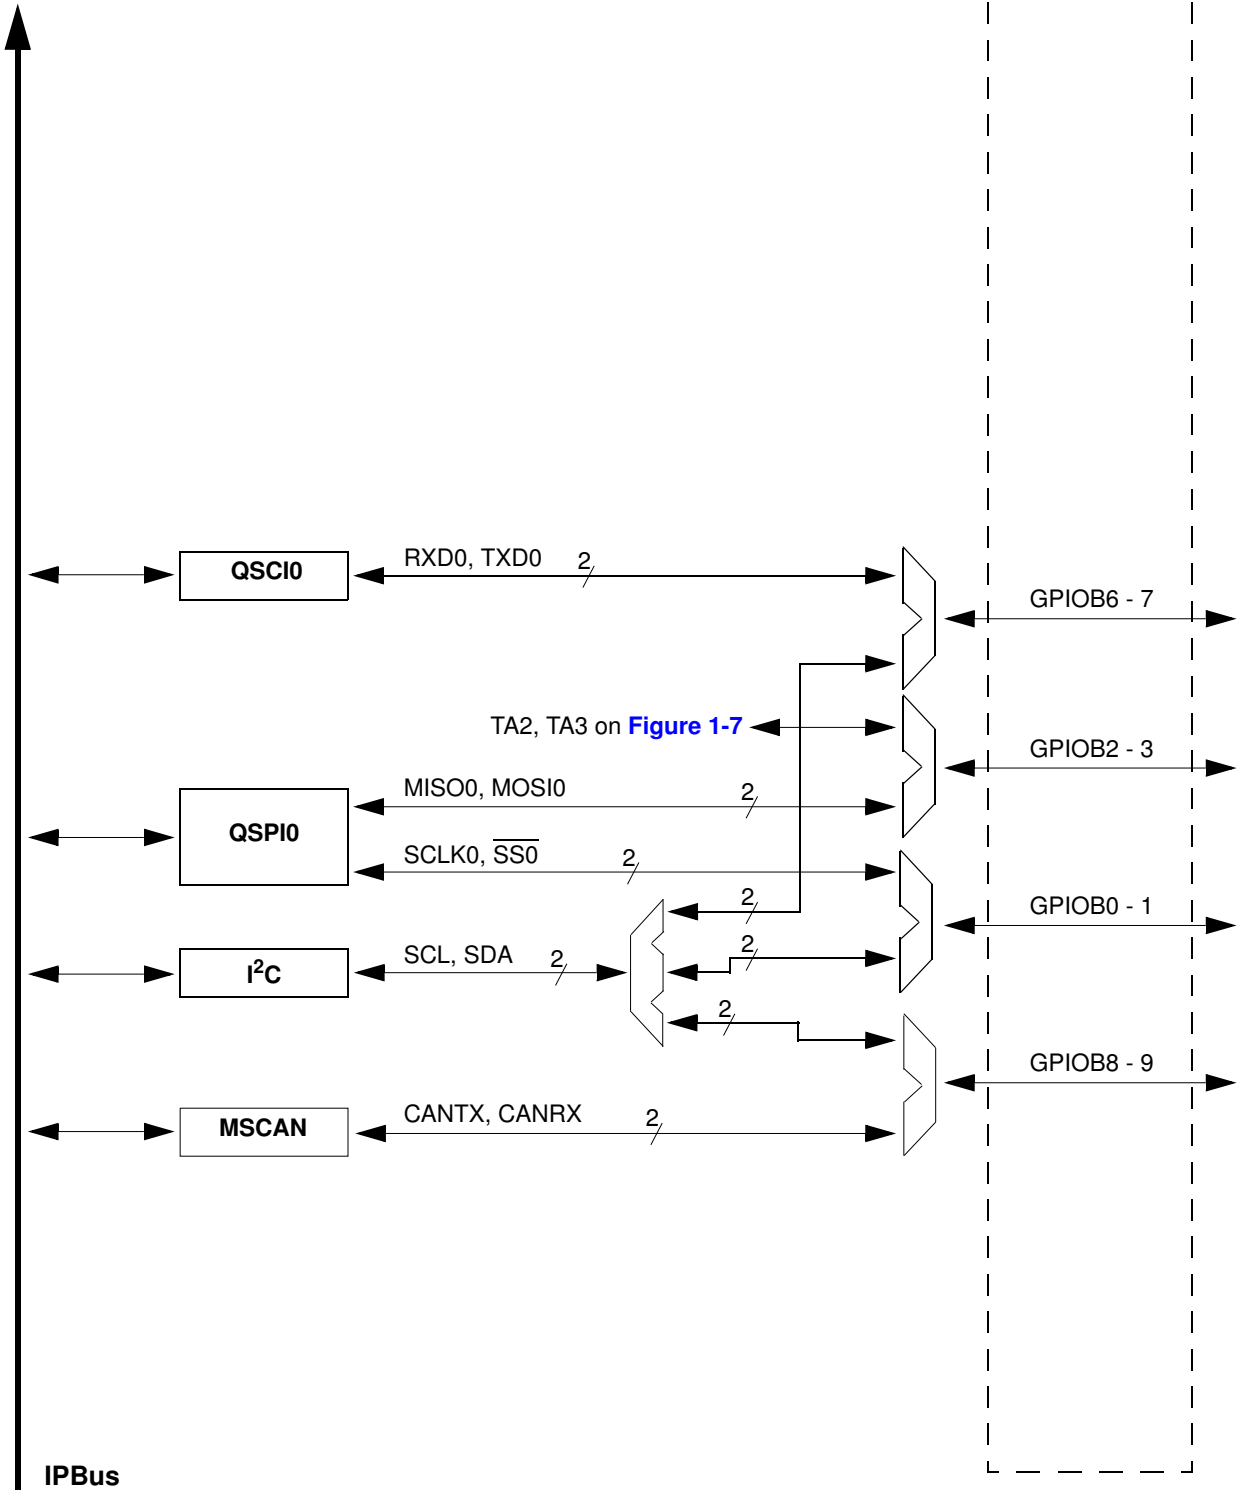 RXD0, TXD0
2
QSCI0
GPIOB6 - 7
TA2, TA3 on Figure 1-7
GPIOB2 - 3
MISO0, MOSI0
2
QSPI0
SCLK0, S̅S̅0̅
2
2
GPIOB0 - 1
SCL, SDA
2
2
I²C
2
GPIOB8 - 9
CANTX, CANRX
2
MSCAN
IPBus